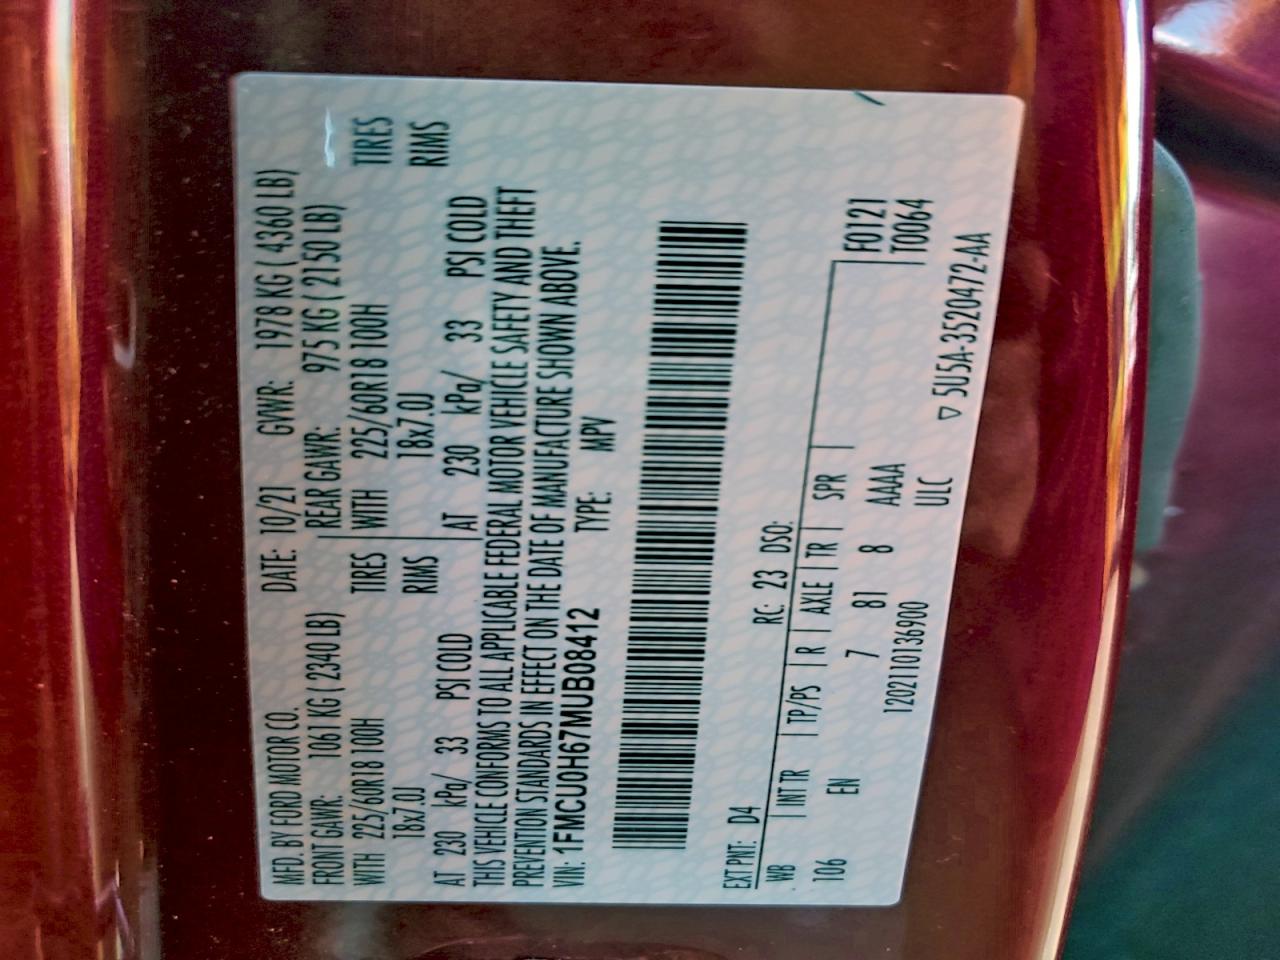 MFD. BY FORD MOTOR CO. DATE: 10/21 GVWR: 1978 KG ( 4360 LB)
FRONT GAWR: 1061 KG ( 2340 LB) REAR GAWR: 975 KG ( 2150 LB)
WITH 225/60R18 100H TIRES WITH 225/60R18 100H TIRES
18x7.0J RIMS 18x7.0J RIMS
AT 230 kPa/ 33 PSI COLD AT 230 kPa/ 33 PSI COLD
THIS VEHICLE CONFORMS TO ALL APPLICABLE FEDERAL MOTOR VEHICLE SAFETY AND THEFT
PREVENTION STANDARDS IN EFFECT ON THE DATE OF MANUFACTURE SHOWN ABOVE.
VIN: 1FMCU0H67MUB08412 TYPE: MPV
EXT PNT: D4 RC: 23 DSO:
WB INT TR TP/PS R AXLE TR SPR F0121
106 EN 7 81 8 AAAA T0064
1202110136900 ULC
▽ 5U5A-3520472-AA